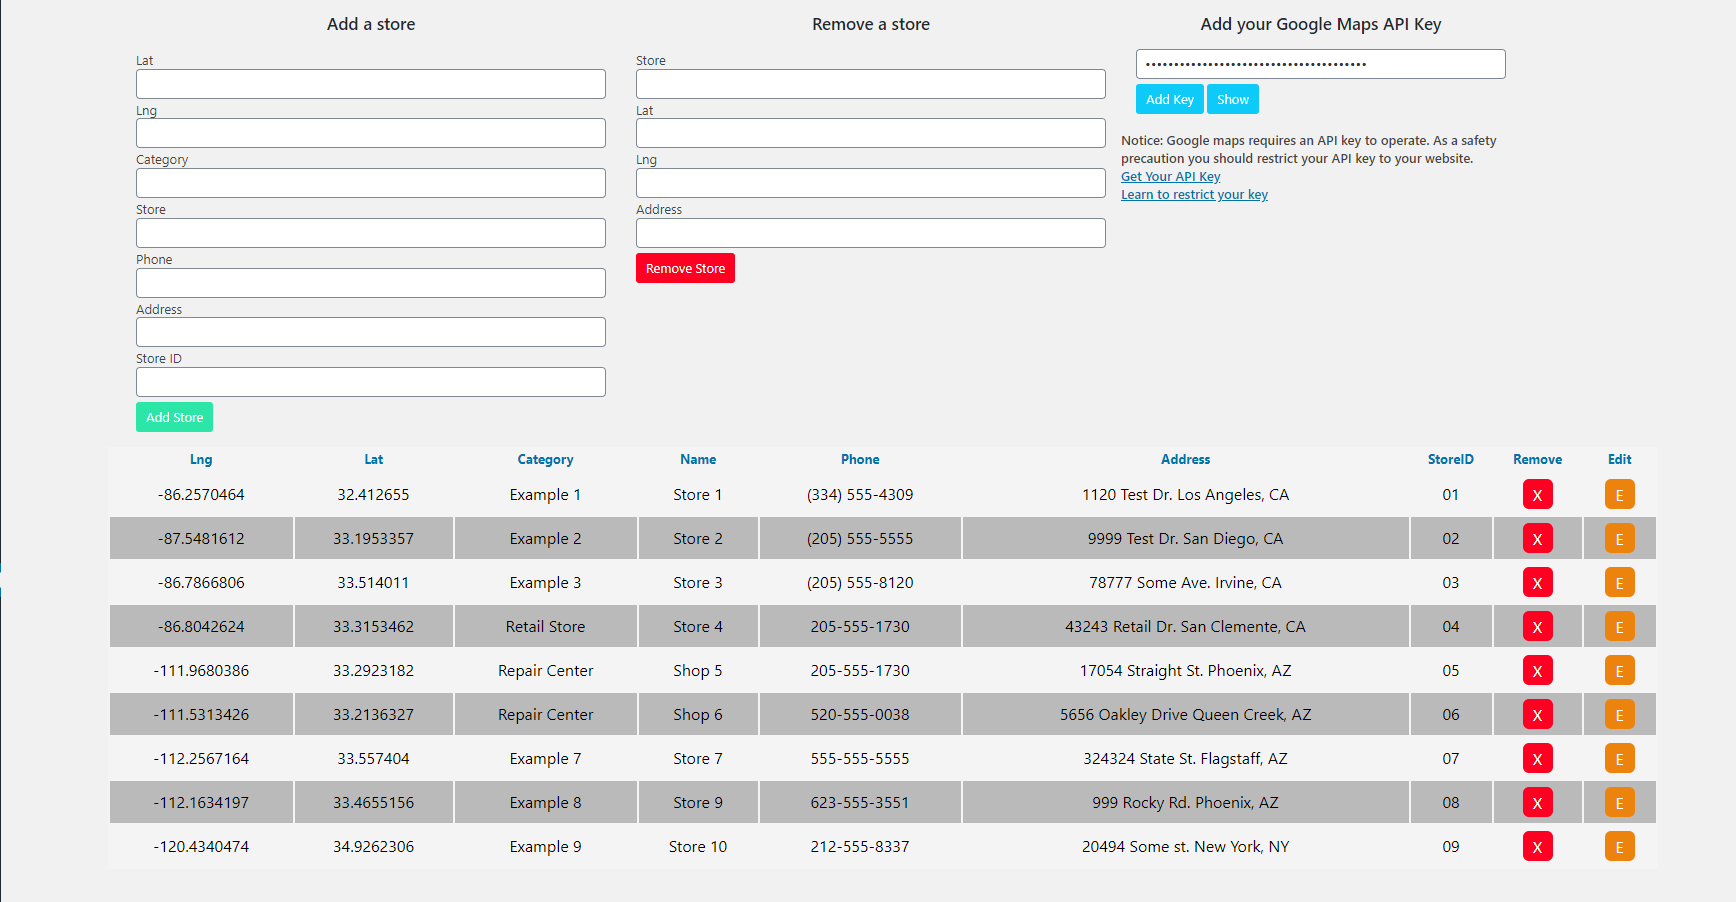 Add a store
Lat
Lng
Category
Store
Phone
Address
Store ID
Add Store
Remove a store
Store
Lat
Lng
Address
Remove Store
Add your Google Maps API Key
•••••••••••••••••••••••••••••••••••••••
Add Key Show
Notice: Google maps requires an API key to operate. As a safety
precaution you should restrict your API key to your website.
Get Your API Key
Learn to restrict your key
Lng Lat Category Name Phone Address StoreID Remove Edit
-86.2570464 32.412655 Example 1 Store 1 (334) 555-4309 1120 Test Dr. Los Angeles, CA 01 X E
-87.5481612 33.1953357 Example 2 Store 2 (205) 555-5555 9999 Test Dr. San Diego, CA 02 X E
-86.7866806 33.514011 Example 3 Store 3 (205) 555-8120 78777 Some Ave. Irvine, CA 03 X E
-86.8042624 33.3153462 Retail Store Store 4 205-555-1730 43243 Retail Dr. San Clemente, CA 04 X E
-111.9680386 33.2923182 Repair Center Shop 5 205-555-1730 17054 Straight St. Phoenix, AZ 05 X E
-111.5313426 33.2136327 Repair Center Shop 6 520-555-0038 5656 Oakley Drive Queen Creek, AZ 06 X E
-112.2567164 33.557404 Example 7 Store 7 555-555-5555 324324 State St. Flagstaff, AZ 07 X E
-112.1634197 33.4655156 Example 8 Store 9 623-555-3551 999 Rocky Rd. Phoenix, AZ 08 X E
-120.4340474 34.9262306 Example 9 Store 10 212-555-8337 20494 Some st. New York, NY 09 X E